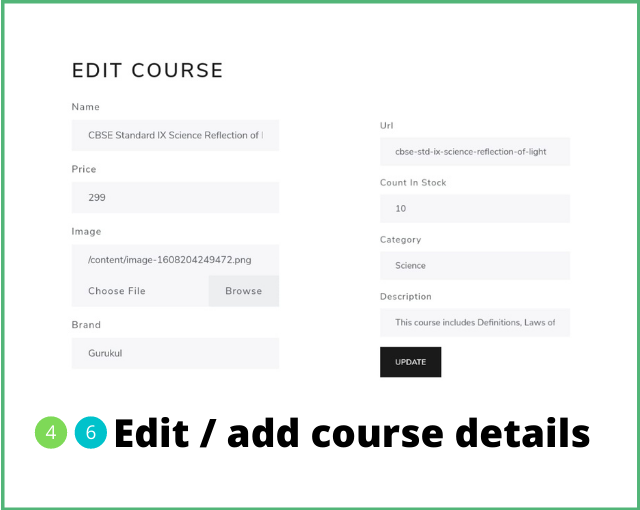 EDIT COURSE
Name
CBSE Standard IX Science Reflection of
Price
299
Image
/content/image-1608204249472.png
Choose File
Browse
Brand
Gurukul
Url
cbse-std-ix-science-reflection-of-light
Count In Stock
10
Category
Science
Description
This course includes Definitions, Laws of
UPDATE
4 6 Edit / add course details